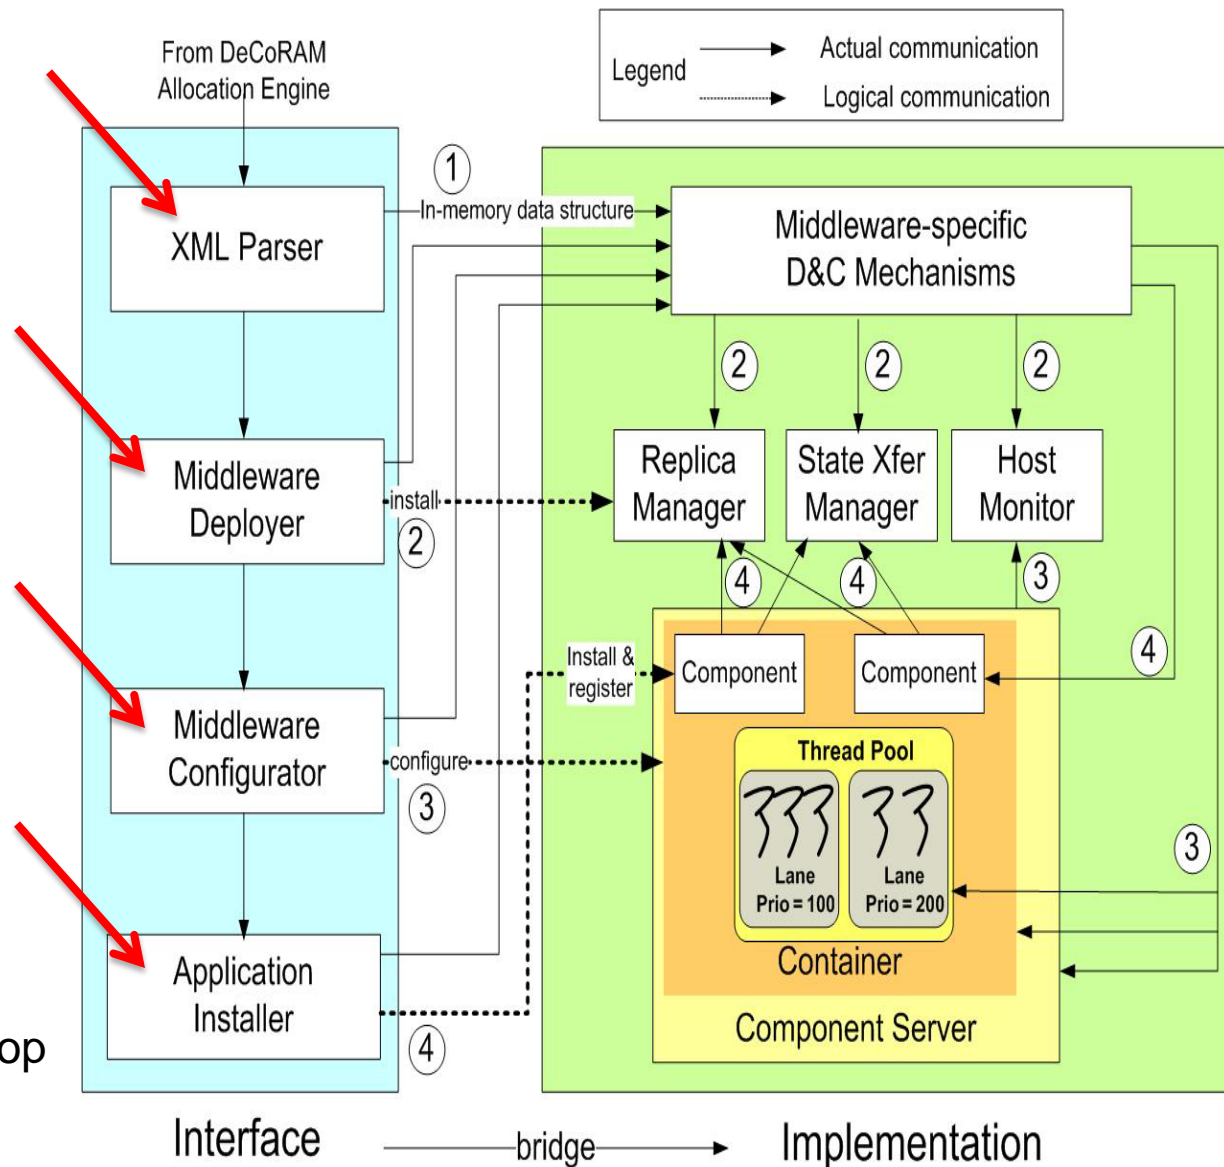 From DeCoRAM
Allocation Engine
Legend
Actual communication
Logical communication
1
In-memory data structure
XML Parser
Middleware-specific
D&C Mechanisms
2
2
2
Middleware
Deployer
install
2
Replica
Manager
State Xfer
Manager
Host
Monitor
4
4
3
Install &
register
Component
Component
4
Middleware
Configurator
configure
3
Thread Pool
Lane
Prio = 100
Lane
Prio = 200
3
Container
Application
Installer
4
Component Server
op
Interface
bridge
Implementation